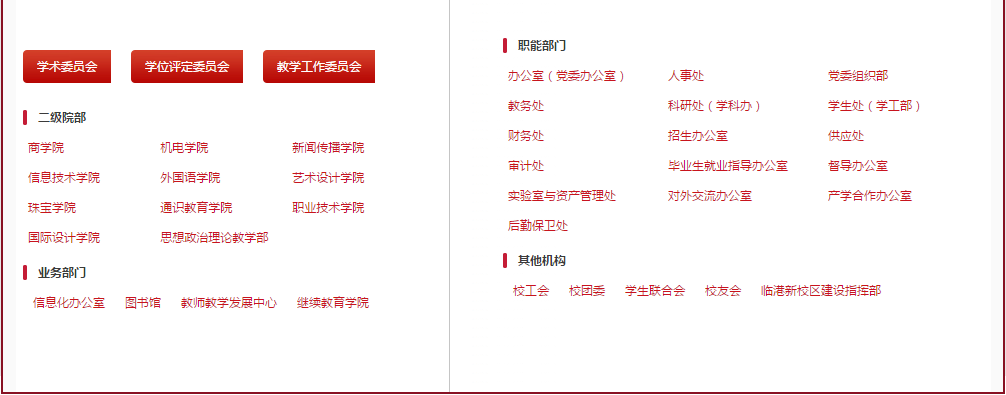 学术委员会 学位评定委员会 教学工作委员会
二级院部
商学院 机电学院 新闻传播学院
信息技术学院 外国语学院 艺术设计学院
珠宝学院 通识教育学院 职业技术学院
国际设计学院 思想政治理论教学部
业务部门
信息化办公室 图书馆 教师教学发展中心 继续教育学院
职能部门
办公室（党委办公室） 人事处 党委组织部
教务处 科研处（学科办） 学生处（学工部）
财务处 招生办公室 供应处
审计处 毕业生就业指导办公室 督导办公室
实验室与资产管理处 对外交流办公室 产学合作办公室
后勤保卫处
其他机构
校工会 校团委 学生联合会 校友会 临港新校区建设指挥部